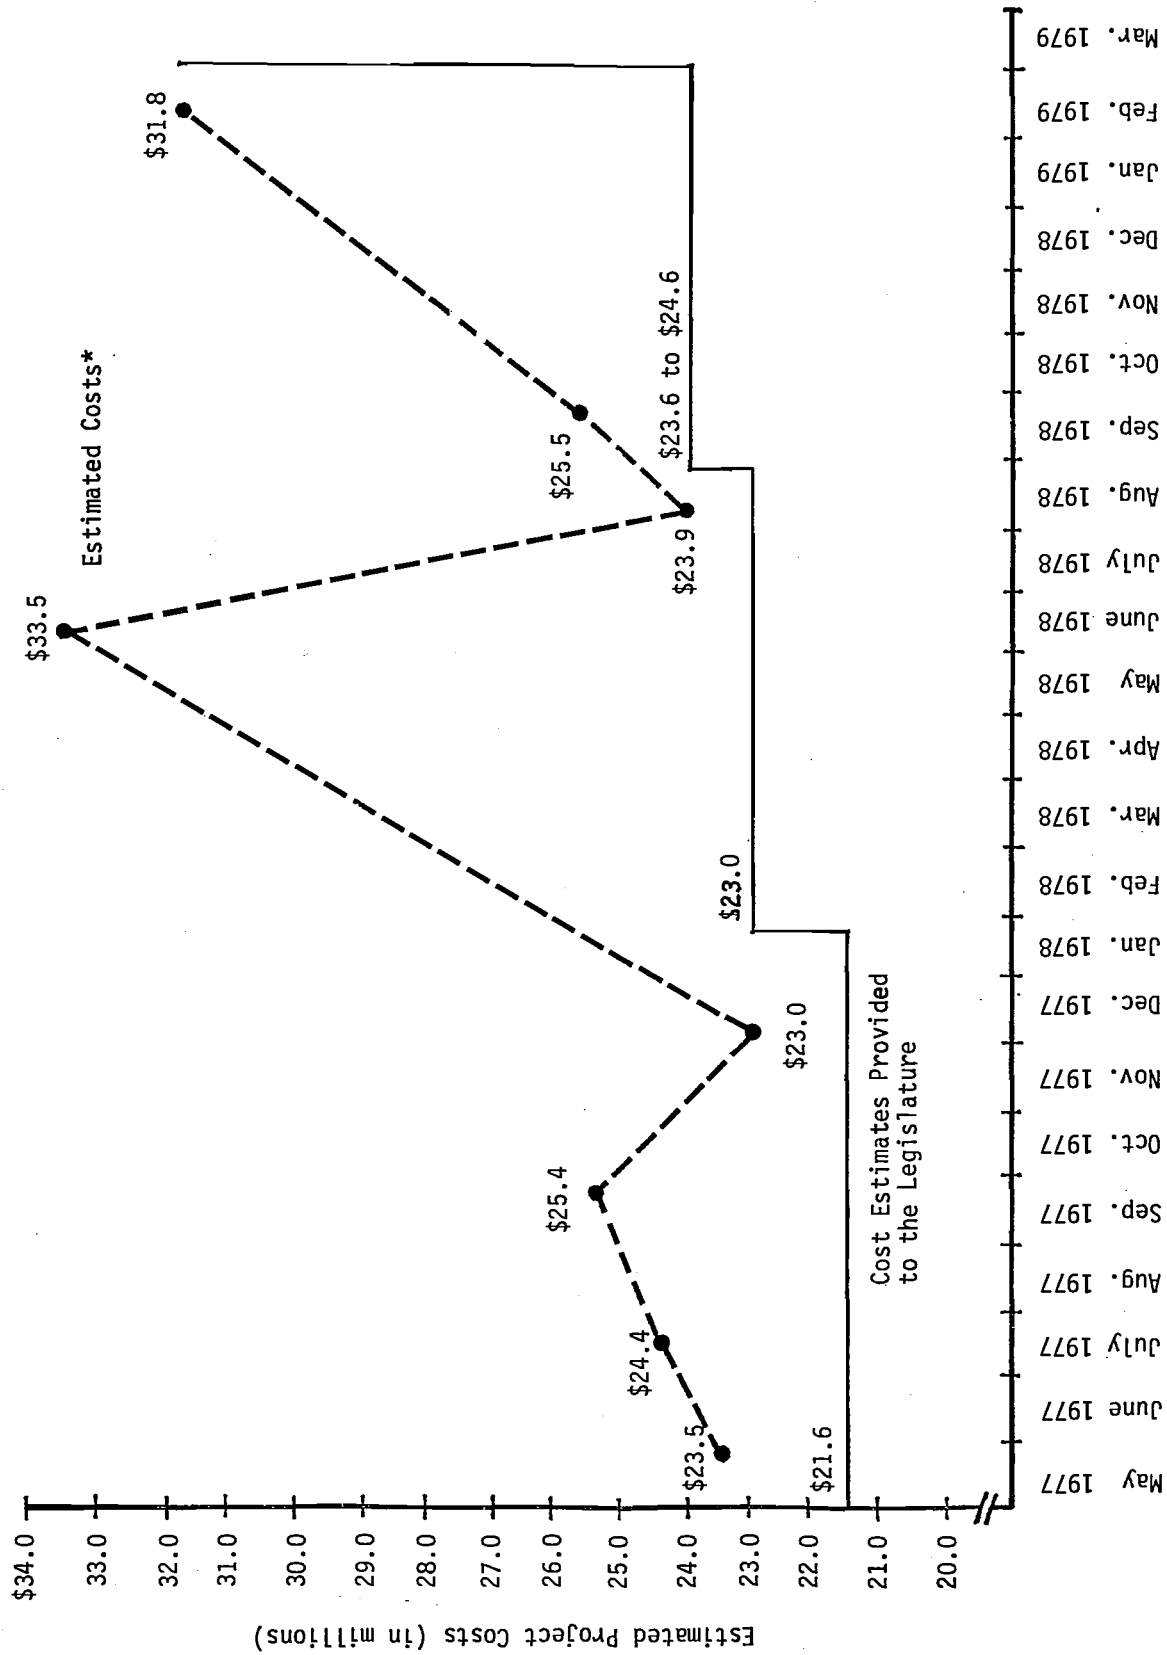 Estimated Project Costs (in millions)
$34.0
33.0
32.0
31.0
30.0
29.0
28.0
27.0
26.0
25.0
24.0
23.0
22.0
21.0
20.0
$33.5
Estimated Costs*
$31.8
$25.4
$25.5
$24.4
$23.5
$23.9
$23.6 to $24.6
$23.0
$23.0
$21.6
Cost Estimates Provided
to the Legislature
May 1977
June 1977
July 1977
Aug. 1977
Sep. 1977
Oct. 1977
Nov. 1977
Dec. 1977
Jan. 1978
Feb. 1978
Mar. 1978
Apr. 1978
May 1978
June 1978
July 1978
Aug. 1978
Sep. 1978
Oct. 1978
Nov. 1978
Dec. 1978
Jan. 1979
Feb. 1979
Mar. 1979